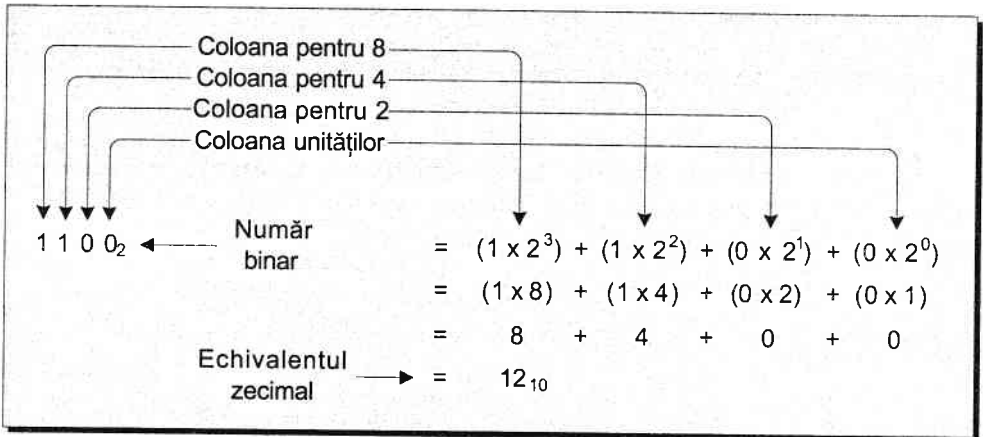 Coloana pentru 8
Coloana pentru 4
Coloana pentru 2
Coloana unităților
1 1 0 0₂ Număr binar = (1 x 2³) + (1 x 2²) + (0 x 2¹) + (0 x 2⁰)
= (1 x 8) + (1 x 4) + (0 x 2) + (0 x 1)
= 8 + 4 + 0 + 0
Echivalentul
zecimal = 12₁₀